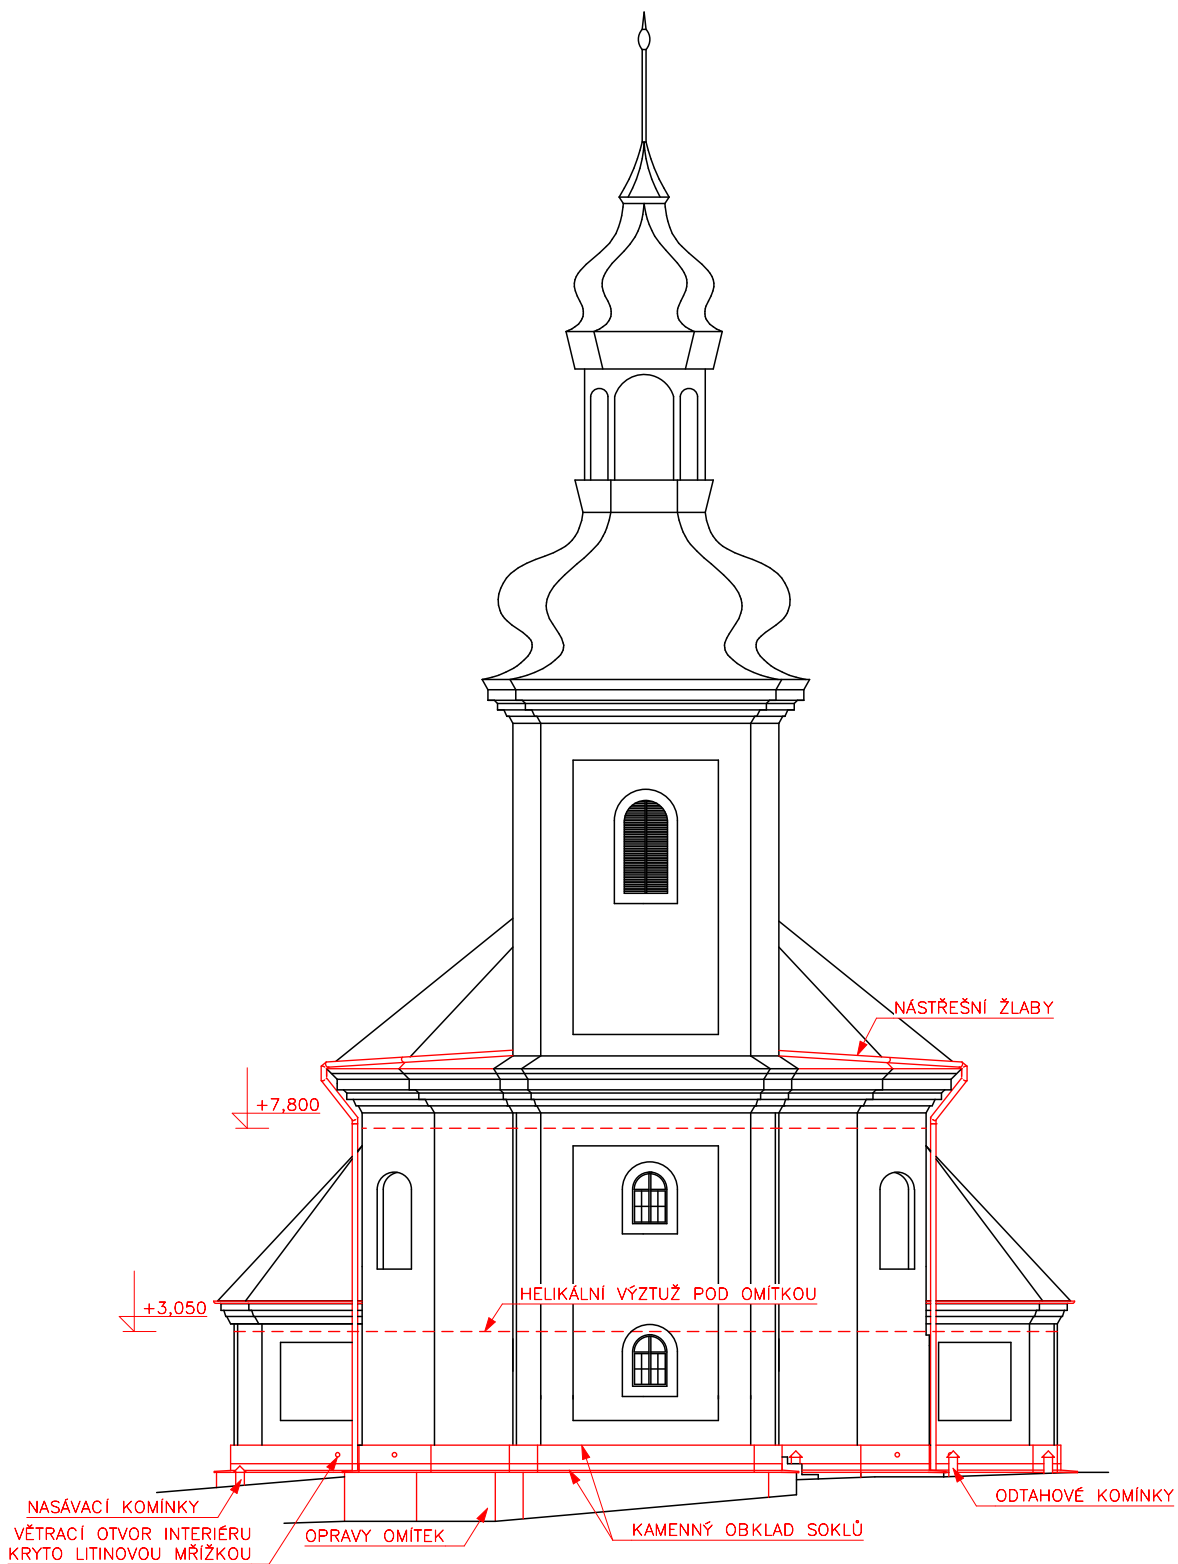 NÁSTŘEŠNÍ ŽLABY
+7,800
HELIKÁLNÍ VÝZTUŽ POD OMÍTKOU
+3,050
NASÁVACÍ KOMÍNKY
VĚTRACÍ OTVOR INTERIÉRU
KRYTO LITINOVOU MŘÍŽKOU
OPRAVY OMÍTEK
KAMENNÝ OBKLAD SOKLŮ
ODTAHOVÉ KOMÍNKY